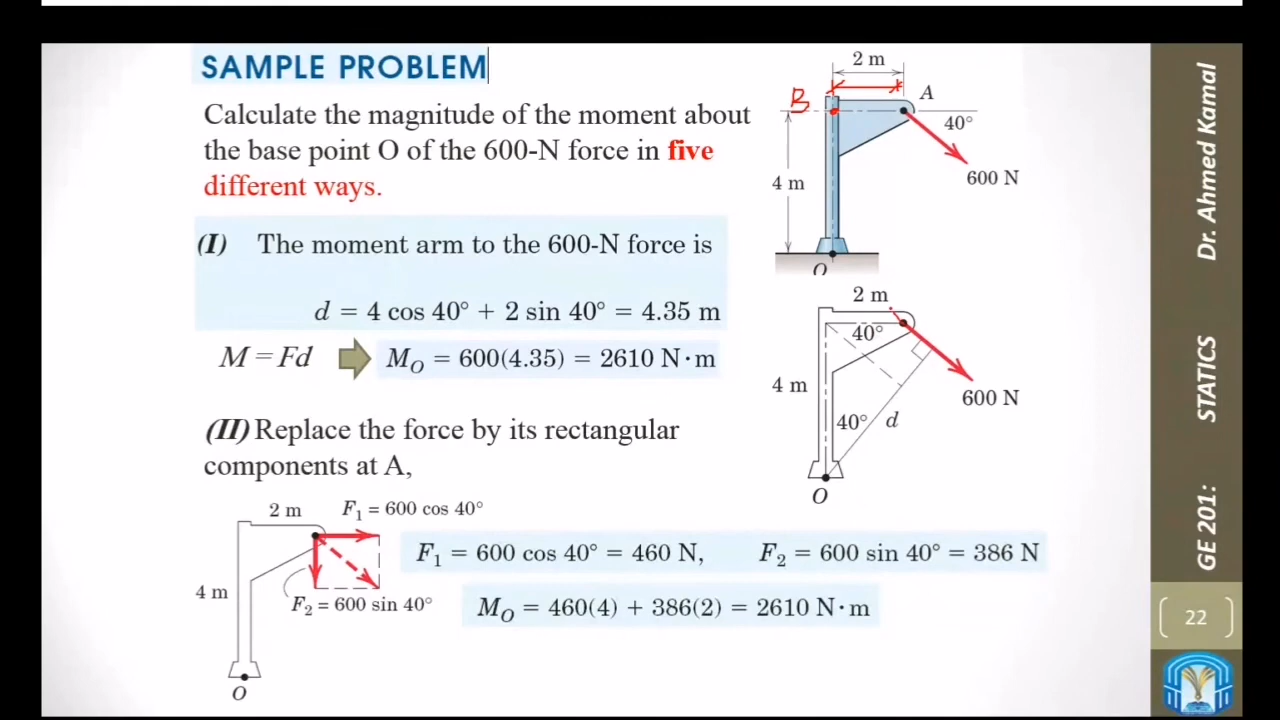 SAMPLE PROBLEM
Calculate the magnitude of the moment about
the base point O of the 600-N force in five
different ways.
(I) The moment arm to the 600-N force is
d = 4 cos 40° + 2 sin 40° = 4.35 m
M = Fd
M_O = 600(4.35) = 2610 N·m
(II) Replace the force by its rectangular
components at A,
2 m
F₁ = 600 cos 40°
4 m
F₂ = 600 sin 40°
O
F₁ = 600 cos 40° = 460 N, F₂ = 600 sin 40° = 386 N
M_O = 460(4) + 386(2) = 2610 N·m
2 m
B
A
40°
600 N
4 m
O
2 m
40°
4 m
600 N
40°
d
O
Dr. Ahmed Kamal
STATICS
GE 201:
22